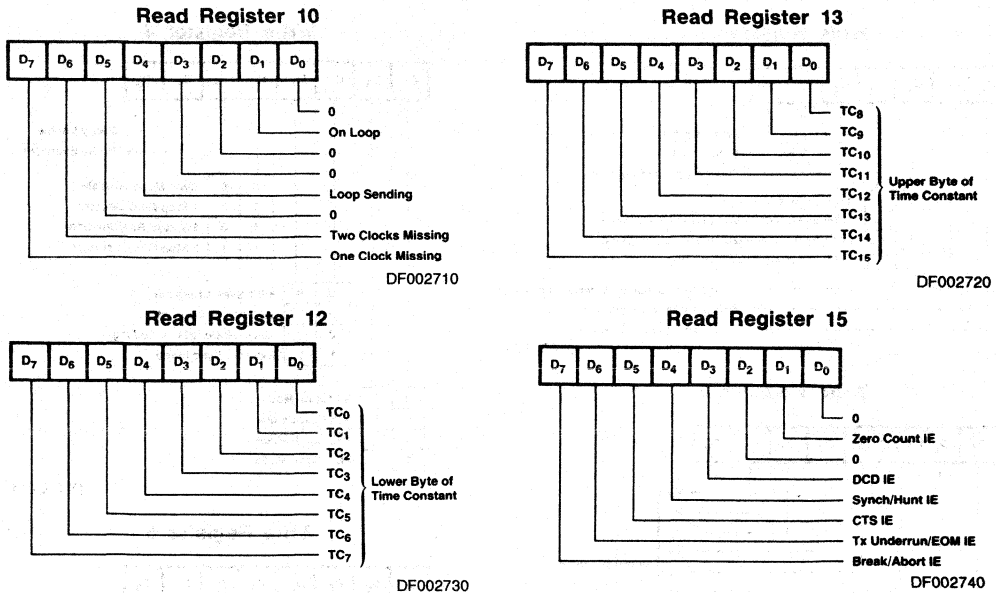 Read Register 10
D7 D6 D5 D4 D3 D2 D1 D0
0
On Loop
0
0
Loop Sending
0
Two Clocks Missing
One Clock Missing
DF002710
Read Register 13
D7 D6 D5 D4 D3 D2 D1 D0
TC8
TC9
TC10
TC11
TC12
TC13
TC14
TC15
Upper Byte of
Time Constant
DF002720
Read Register 12
D7 D6 D5 D4 D3 D2 D1 D0
TC0
TC1
TC2
TC3
TC4
TC5
TC6
TC7
Lower Byte of
Time Constant
DF002730
Read Register 15
D7 D6 D5 D4 D3 D2 D1 D0
0
Zero Count IE
0
DCD IE
Synch/Hunt IE
CTS IE
Tx Underrun/EOM IE
Break/Abort IE
DF002740